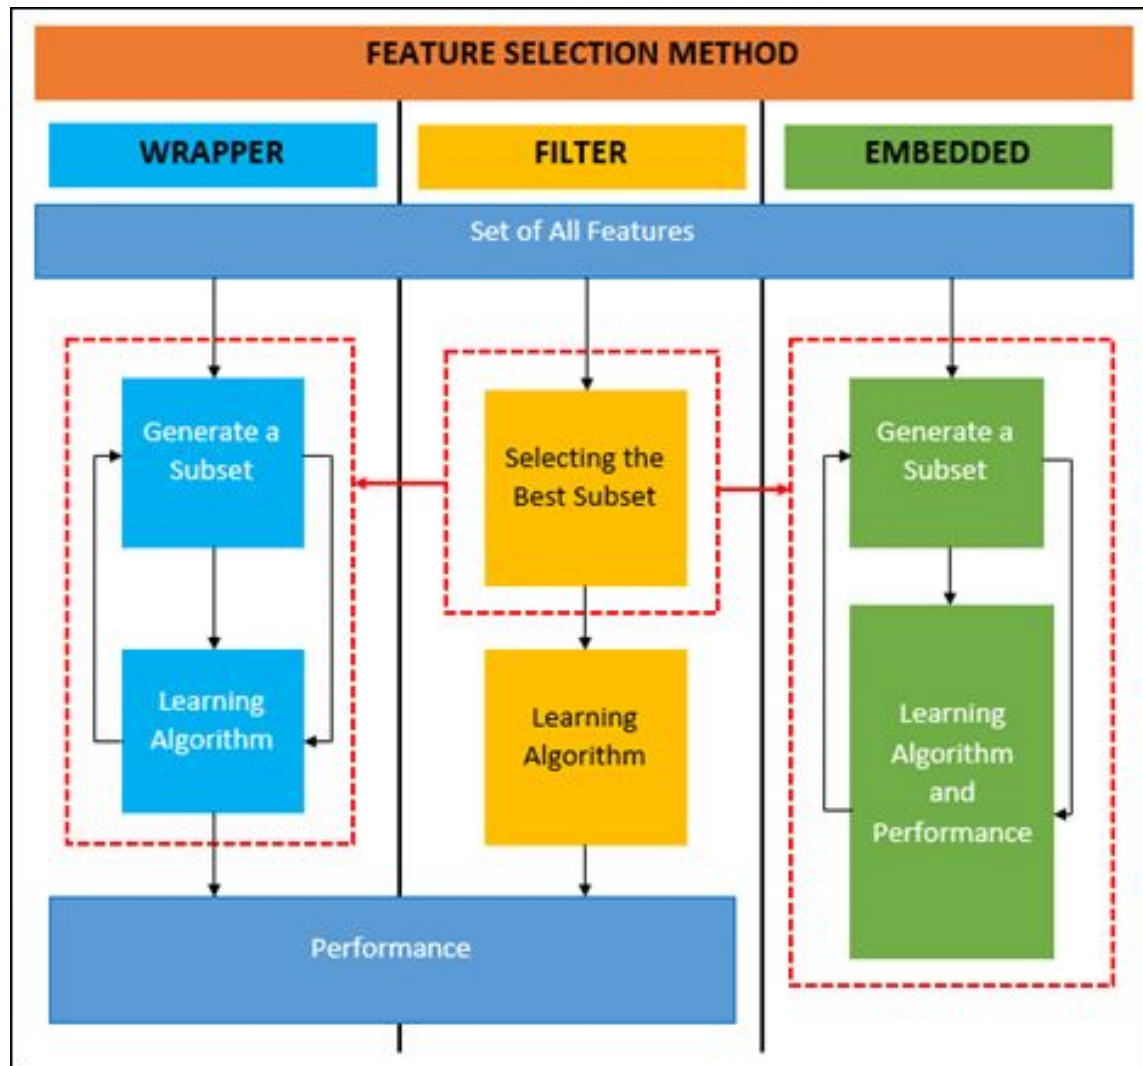 FEATURE SELECTION METHOD
WRAPPER
FILTER
EMBEDDED
Set of All Features
Generate a
Subset
Selecting the
Best Subset
Generate a
Subset
Learning
Algorithm
Learning
Algorithm
Learning
Algorithm
and
Performance
Performance